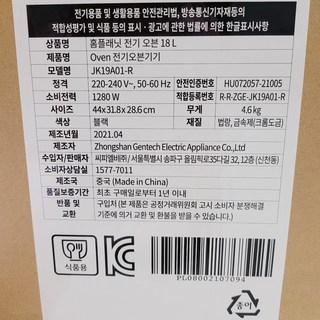 전기용품 및 생활용품 안전관리법, 방송통신기자재등의
적합성평가 및 식품 등의 표시·광고에 관한 법률에 의한 한글표시사항
상품명 홈플래닛 전기 오븐 18 L
제품명 Oven 전기오븐기기
모델명 JK19A01-R
정격 220-240 V~, 50-60 Hz 안전인증번호 HU072057-21005
소비전력 1280 W 적합등록번호 R-R-ZGE-JK19A01-R
사이즈 44x31.8x28.6 cm 무게 4.6 kg
색상 블랙 재질 법랑, 금속제(크롬도금)
제조년월 2021.04
제조자 Zhongshan Gentech Electric Appliance Co.,Ltd
수입자/판매자 씨피엘비㈜/ 서울특별시 송파구 올림픽로35다길 32, 12층 (신천동)
소비자상담실 1577-7011
제조국 중국 (Made in China)
품질보증기간 최초 구매일로부터 1년 이내
반품 및 교환 구입처 (본 제품은 공정거래위원회 고시 소비자 분쟁해결
기준에 의거 교환 및 환불받을 수 있습니다.)
식품용
PL08002107094
종이